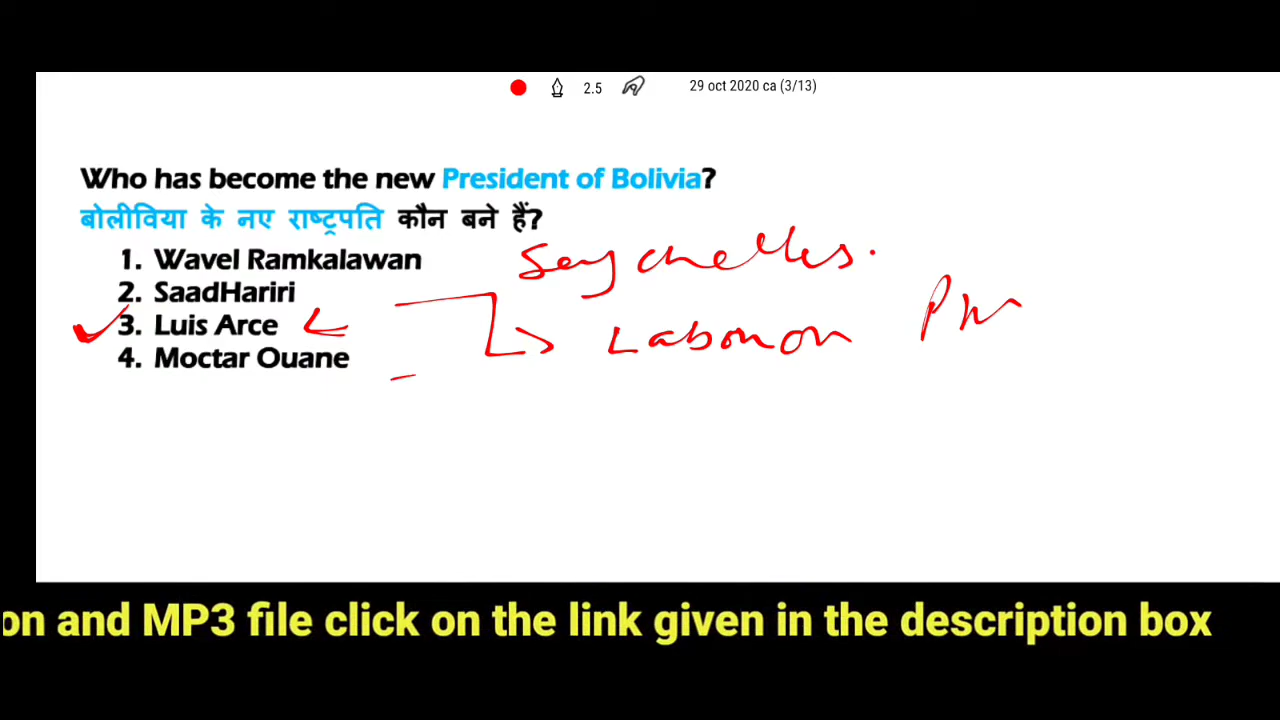 2.5 29 oct 2020 ca (3/13)
Who has become the new President of Bolivia?
बोलीविया के नए राष्ट्रपति कौन बने हैं?
1. Wavel Ramkalawan
Seychelles.
2. SaadHariri
3. Luis Arce
Labonon PM
4. Moctar Ouane
on and MP3 file click on the link given in the description box